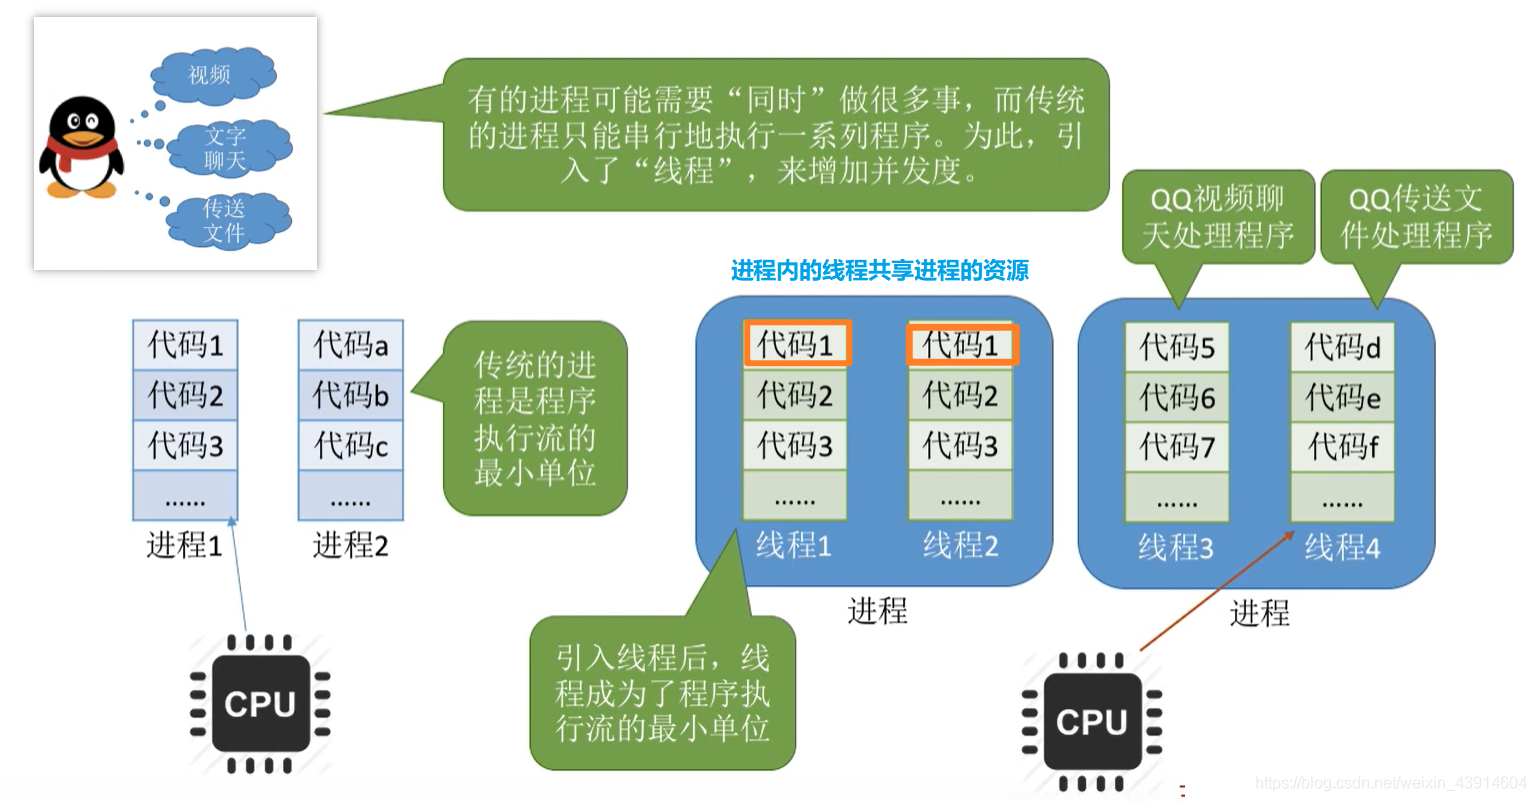 视频
文字
聊天
传送
文件
有的进程可能需要“同时”做很多事，而传统
的进程只能串行地执行一系列程序。为此，引
入了“线程”，来增加并发度。
QQ视频聊
天处理程序
QQ传送文
件处理程序
进程内的线程共享进程的资源
代码1
代码2
代码3
......
进程1
代码a
代码b
代码c
......
进程2
传统的进
程是程序
执行流的
最小单位
代码1
代码2
代码3
......
线程1
代码1
代码2
代码3
......
线程2
进程
代码5
代码6
代码7
......
线程3
代码d
代码e
代码f
......
线程4
进程
引入线程后，线
程成为了程序执
行流的最小单位
CPU
CPU
https://blog.csdn.net/weixin_43914604